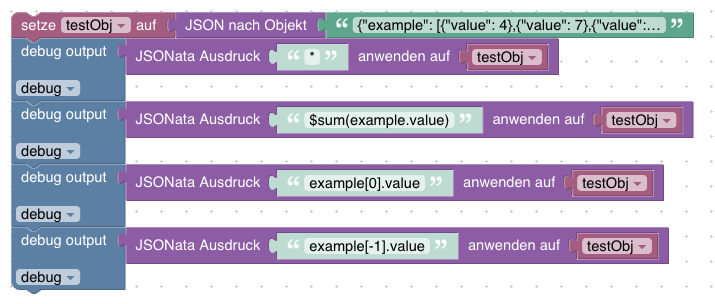 setze testObj auf JSON nach Objekt “ {"example": [{"value": 4},{"value": 7},{"value":... ”
debug output JSONata Ausdruck “ * ” anwenden auf testObj
debug
debug output JSONata Ausdruck “ $sum(example.value) ” anwenden auf testObj
debug
debug output JSONata Ausdruck “ example[0].value ” anwenden auf testObj
debug
debug output JSONata Ausdruck “ example[-1].value ” anwenden auf testObj
debug